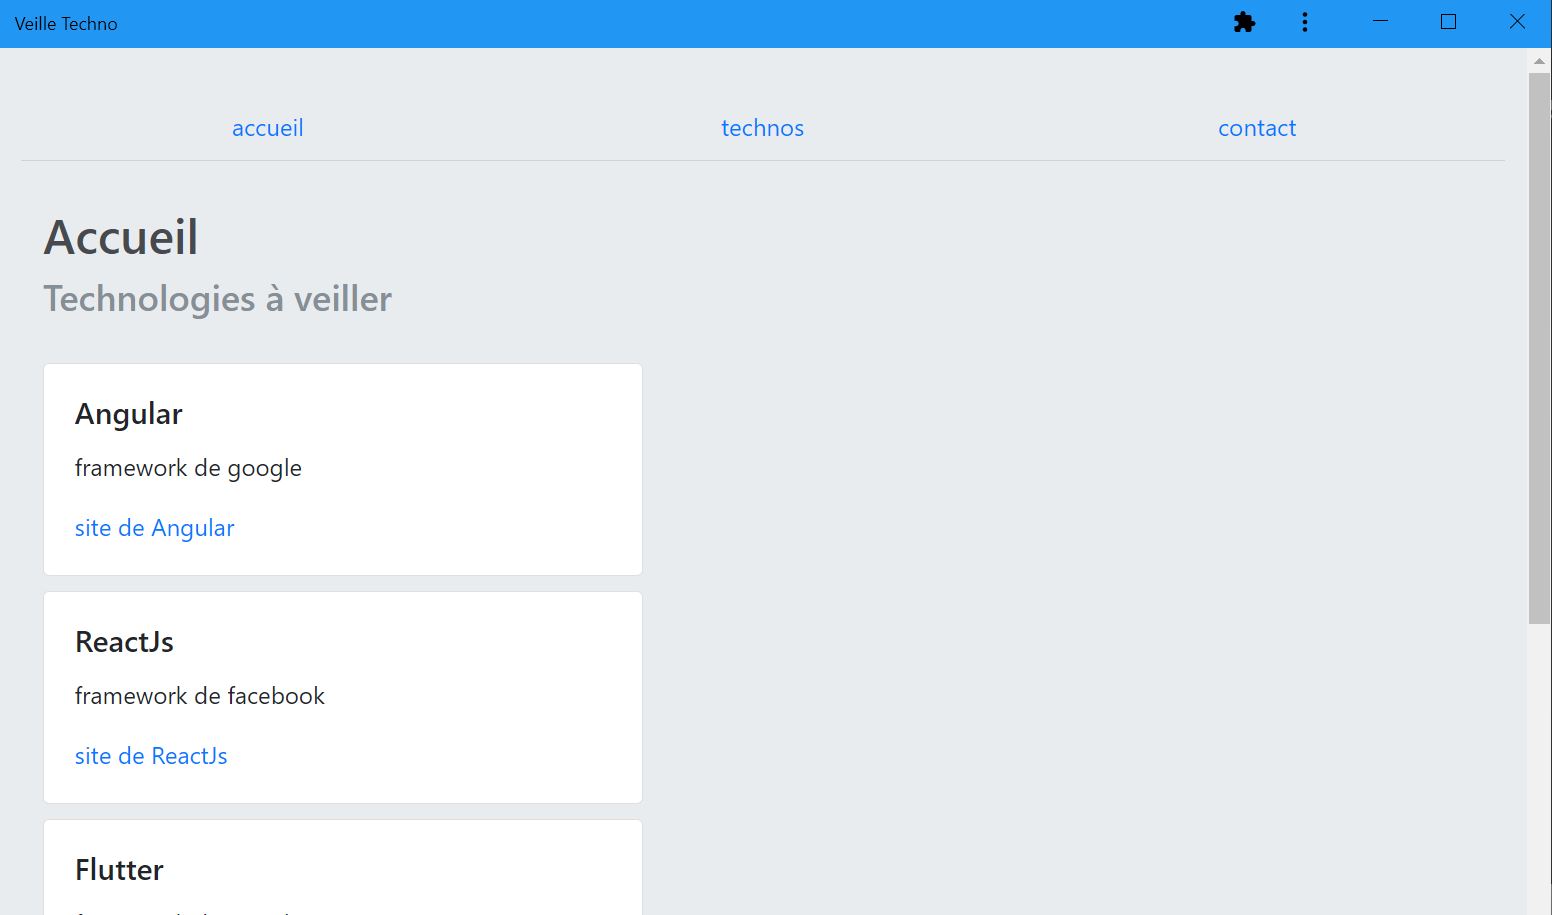 Veille Techno
accueil technos contact
Accueil
Technologies à veiller
Angular
framework de google
site de Angular
ReactJs
framework de facebook
site de ReactJs
Flutter